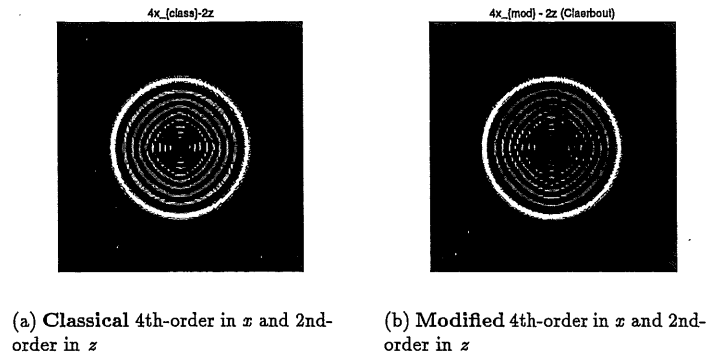 4x_{class}-2z
4x_{mod} - 2z (Claerbout)
(a) Classical 4th-order in x and 2nd-
order in z
(b) Modified 4th-order in x and 2nd-
order in z